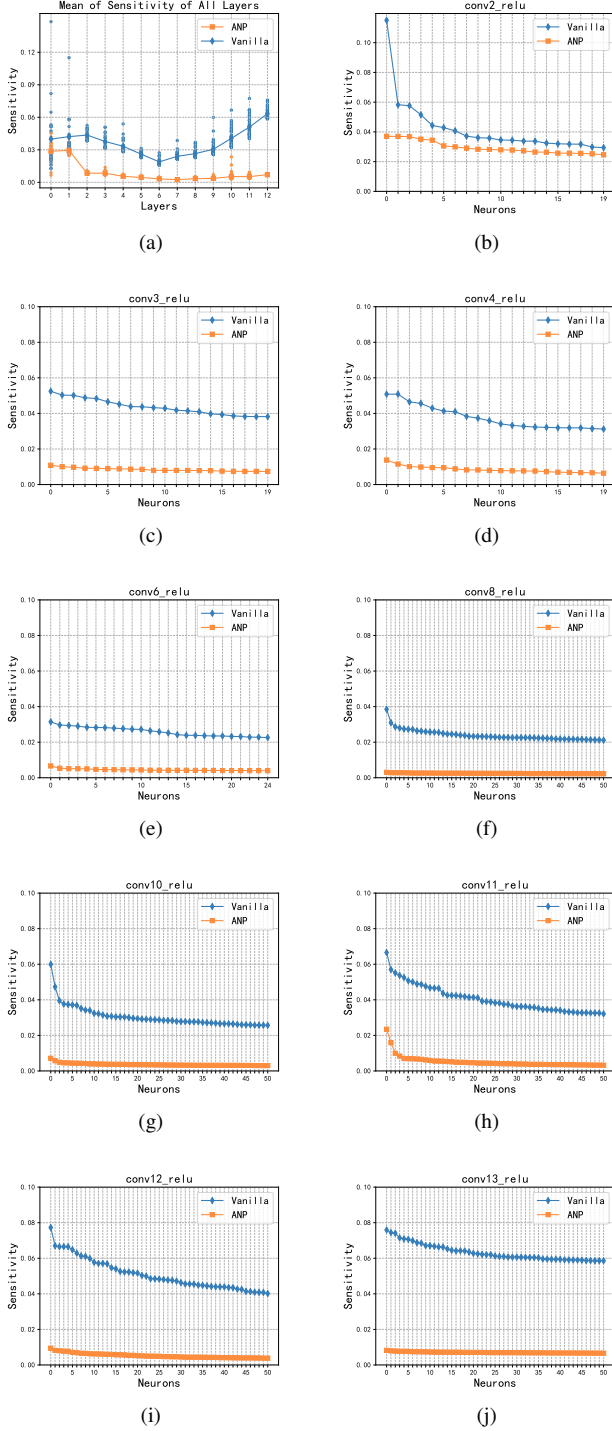 Mean of Sensitivity of All Layers
ANP
Vanilla
Sensitivity
0.12
0.09
0.06
0.03
0.00
0 1 2 3 4 5 6 7 8 9 10 11 12
Layers
(a)
conv2_relu
Vanilla
ANP
Sensitivity
0.10
0.08
0.06
0.04
0.02
0.00
0 5 10 15 19
Neurons
(b)
conv3_relu
Vanilla
ANP
Sensitivity
0.10
0.08
0.06
0.04
0.02
0.00
0 5 10 15 19
Neurons
(c)
conv4_relu
Vanilla
ANP
Sensitivity
0.10
0.08
0.06
0.04
0.02
0.00
0 5 10 15 19
Neurons
(d)
conv6_relu
Vanilla
ANP
Sensitivity
0.10
0.08
0.06
0.04
0.02
0.00
0 5 10 15 20 24
Neurons
(e)
conv8_relu
Vanilla
ANP
Sensitivity
0.10
0.08
0.06
0.04
0.02
0.00
0 5 10 15 20 25 30 35 40 45 50
Neurons
(f)
conv10_relu
Vanilla
ANP
Sensitivity
0.10
0.08
0.06
0.04
0.02
0.00
0 5 10 15 20 25 30 35 40 45 50
Neurons
(g)
conv11_relu
Vanilla
ANP
Sensitivity
0.10
0.08
0.06
0.04
0.02
0.00
0 5 10 15 20 25 30 35 40 45 50
Neurons
(h)
conv12_relu
Vanilla
ANP
Sensitivity
0.10
0.08
0.06
0.04
0.02
0.00
0 5 10 15 20 25 30 35 40 45 50
Neurons
(i)
conv13_relu
Vanilla
ANP
Sensitivity
0.10
0.08
0.06
0.04
0.02
0.00
0 5 10 15 20 25 30 35 40 45 50
Neurons
(j)